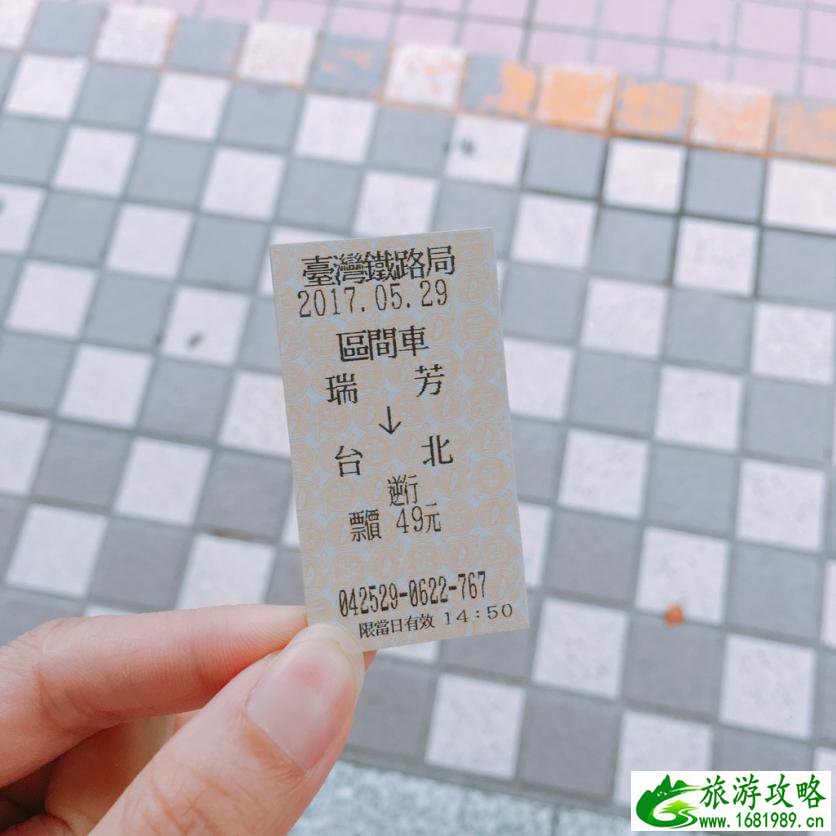 臺灣鐵路局
2017.05.29
區間車
瑞 芳
↓
台 北
逆行
票價 49元
042529-0622-767
限當日有效 14:50
旅游攻略
www.1681989.cn